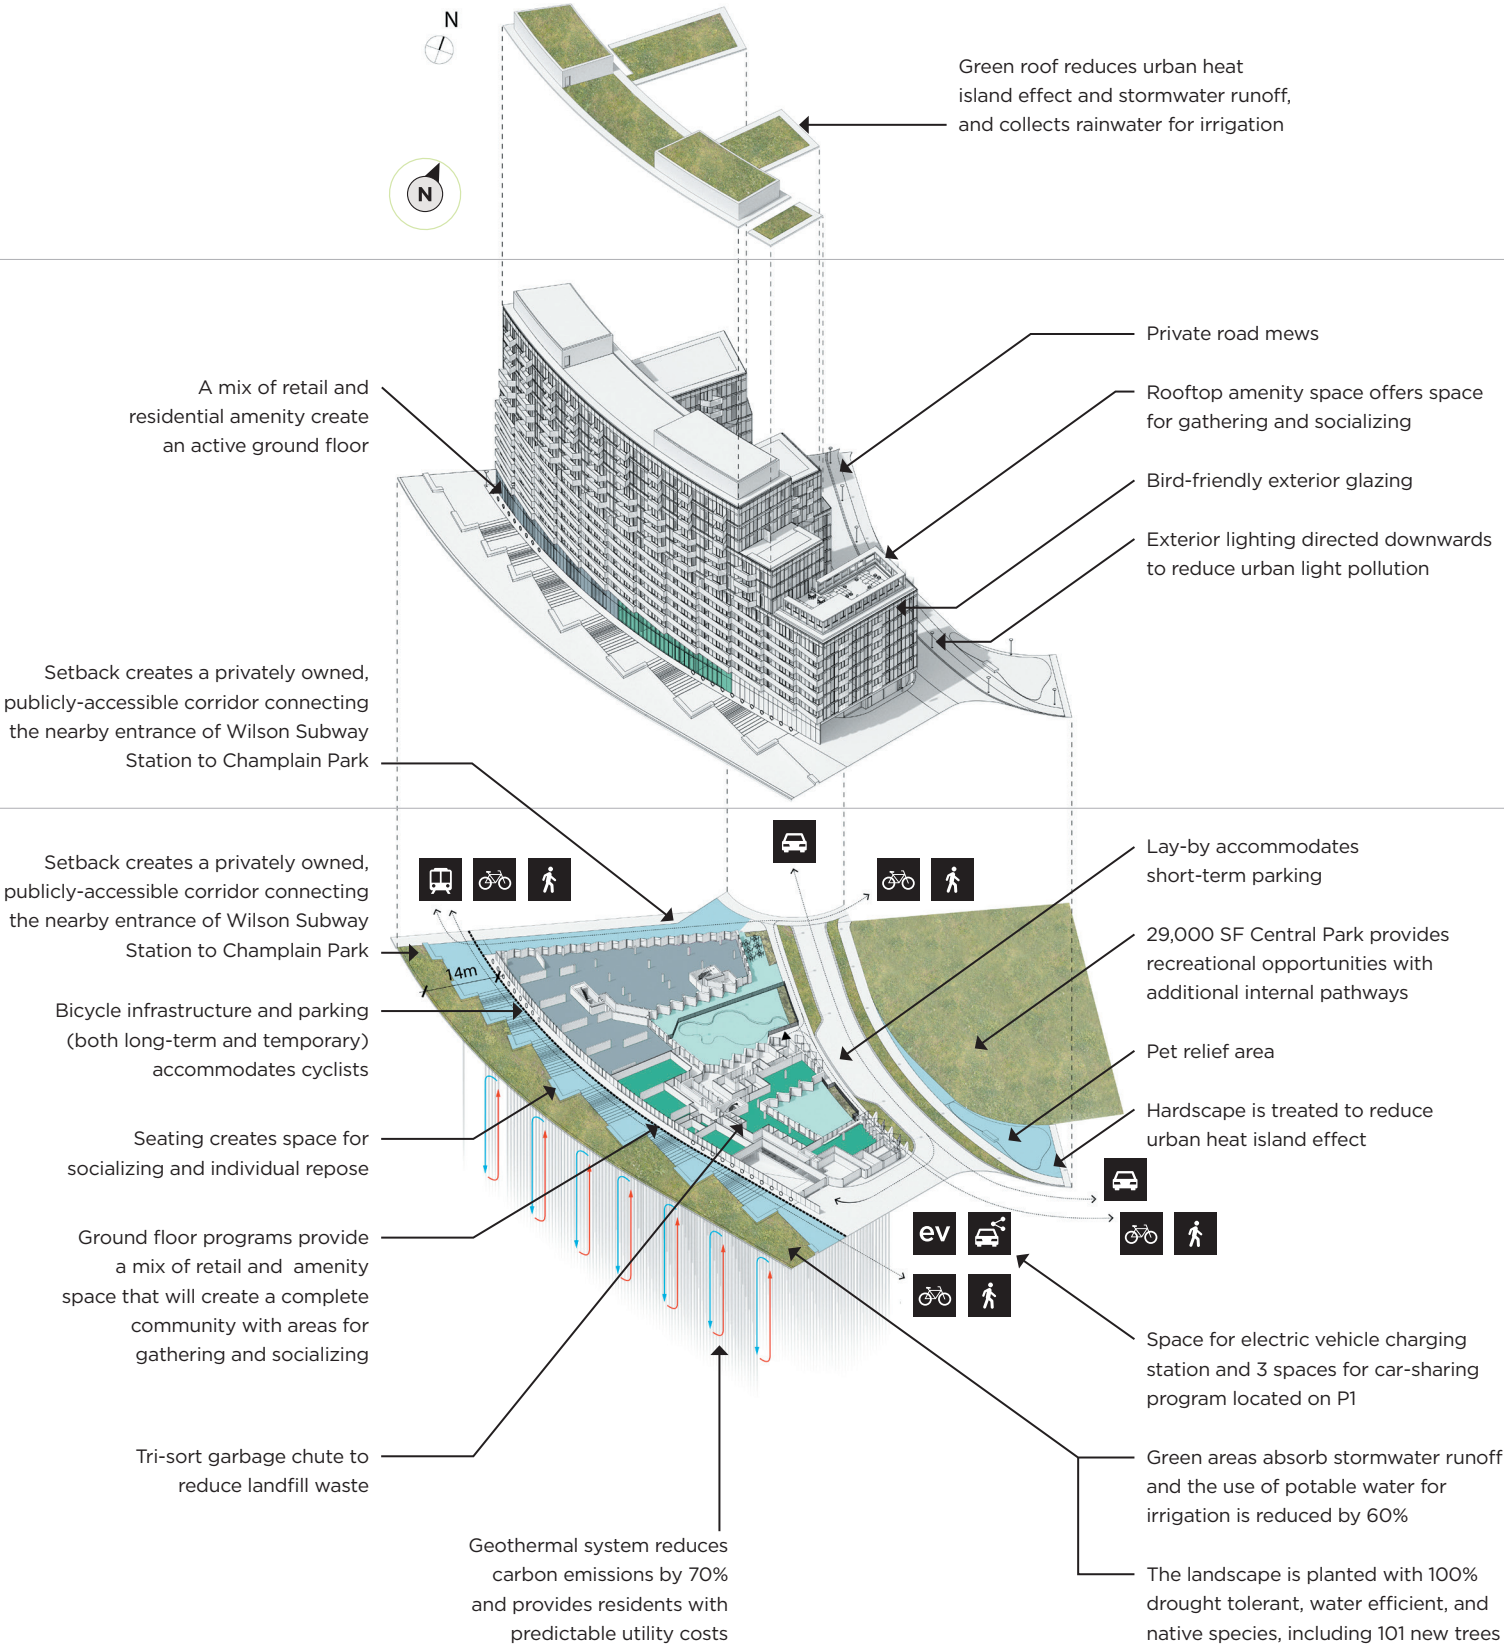 N
Green roof reduces urban heat
island effect and stormwater runoff,
and collects rainwater for irrigation
N
A mix of retail and
residential amenity create
an active ground floor
Private road mews
Rooftop amenity space offers space
for gathering and socializing
Bird-friendly exterior glazing
Exterior lighting directed downwards
to reduce urban light pollution
Setback creates a privately owned,
publicly-accessible corridor connecting
the nearby entrance of Wilson Subway
Station to Champlain Park
Setback creates a privately owned,
publicly-accessible corridor connecting
the nearby entrance of Wilson Subway
Station to Champlain Park
14m
Bicycle infrastructure and parking
(both long-term and temporary)
accommodates cyclists
Seating creates space for
socializing and individual repose
Ground floor programs provide
a mix of retail and amenity
space that will create a complete
community with areas for
gathering and socializing
Tri-sort garbage chute to
reduce landfill waste
Geothermal system reduces
carbon emissions by 70%
and provides residents with
predictable utility costs
Lay-by accommodates
short-term parking
29,000 SF Central Park provides
recreational opportunities with
additional internal pathways
Pet relief area
Hardscape is treated to reduce
urban heat island effect
ev
Space for electric vehicle charging
station and 3 spaces for car-sharing
program located on P1
Green areas absorb stormwater runoff
and the use of potable water for
irrigation is reduced by 60%
The landscape is planted with 100%
drought tolerant, water efficient, and
native species, including 101 new trees